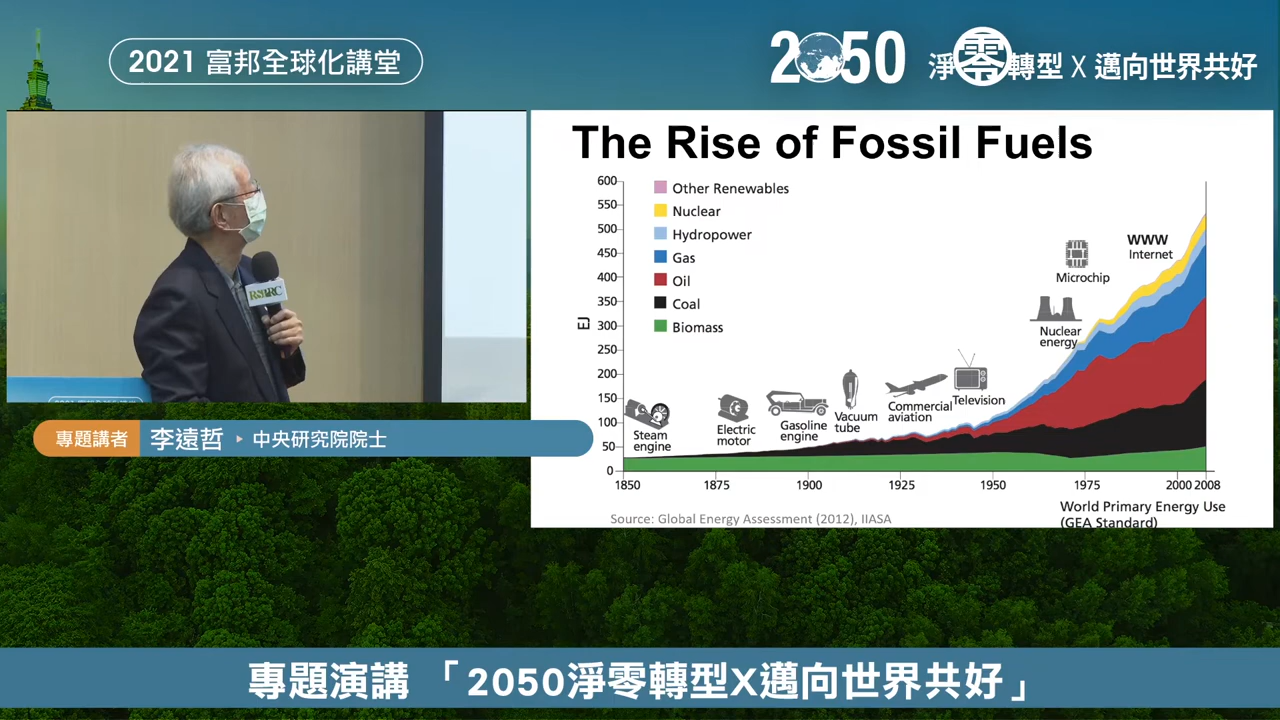 2021 富邦全球化講堂
2050 淨零轉型 X 邁向世界共好
The Rise of Fossil Fuels
600
550
500
450
400
350
300
250
200
150
100
50
0
EJ
Other Renewables
Nuclear
Hydropower
Gas
Oil
Coal
Biomass
Steam
engine
Electric
motor
Gasoline
engine
Vacuum
tube
Commercial
aviation
Television
Nuclear
energy
Microchip
WWW
Internet
1850 1875 1900 1925 1950 1975 2000 2008
World Primary Energy Use
(GEA Standard)
Source: Global Energy Assessment (2012), IIASA
專題講者 李遠哲 ▸ 中央研究院院士
專題演講 「2050淨零轉型X邁向世界共好」